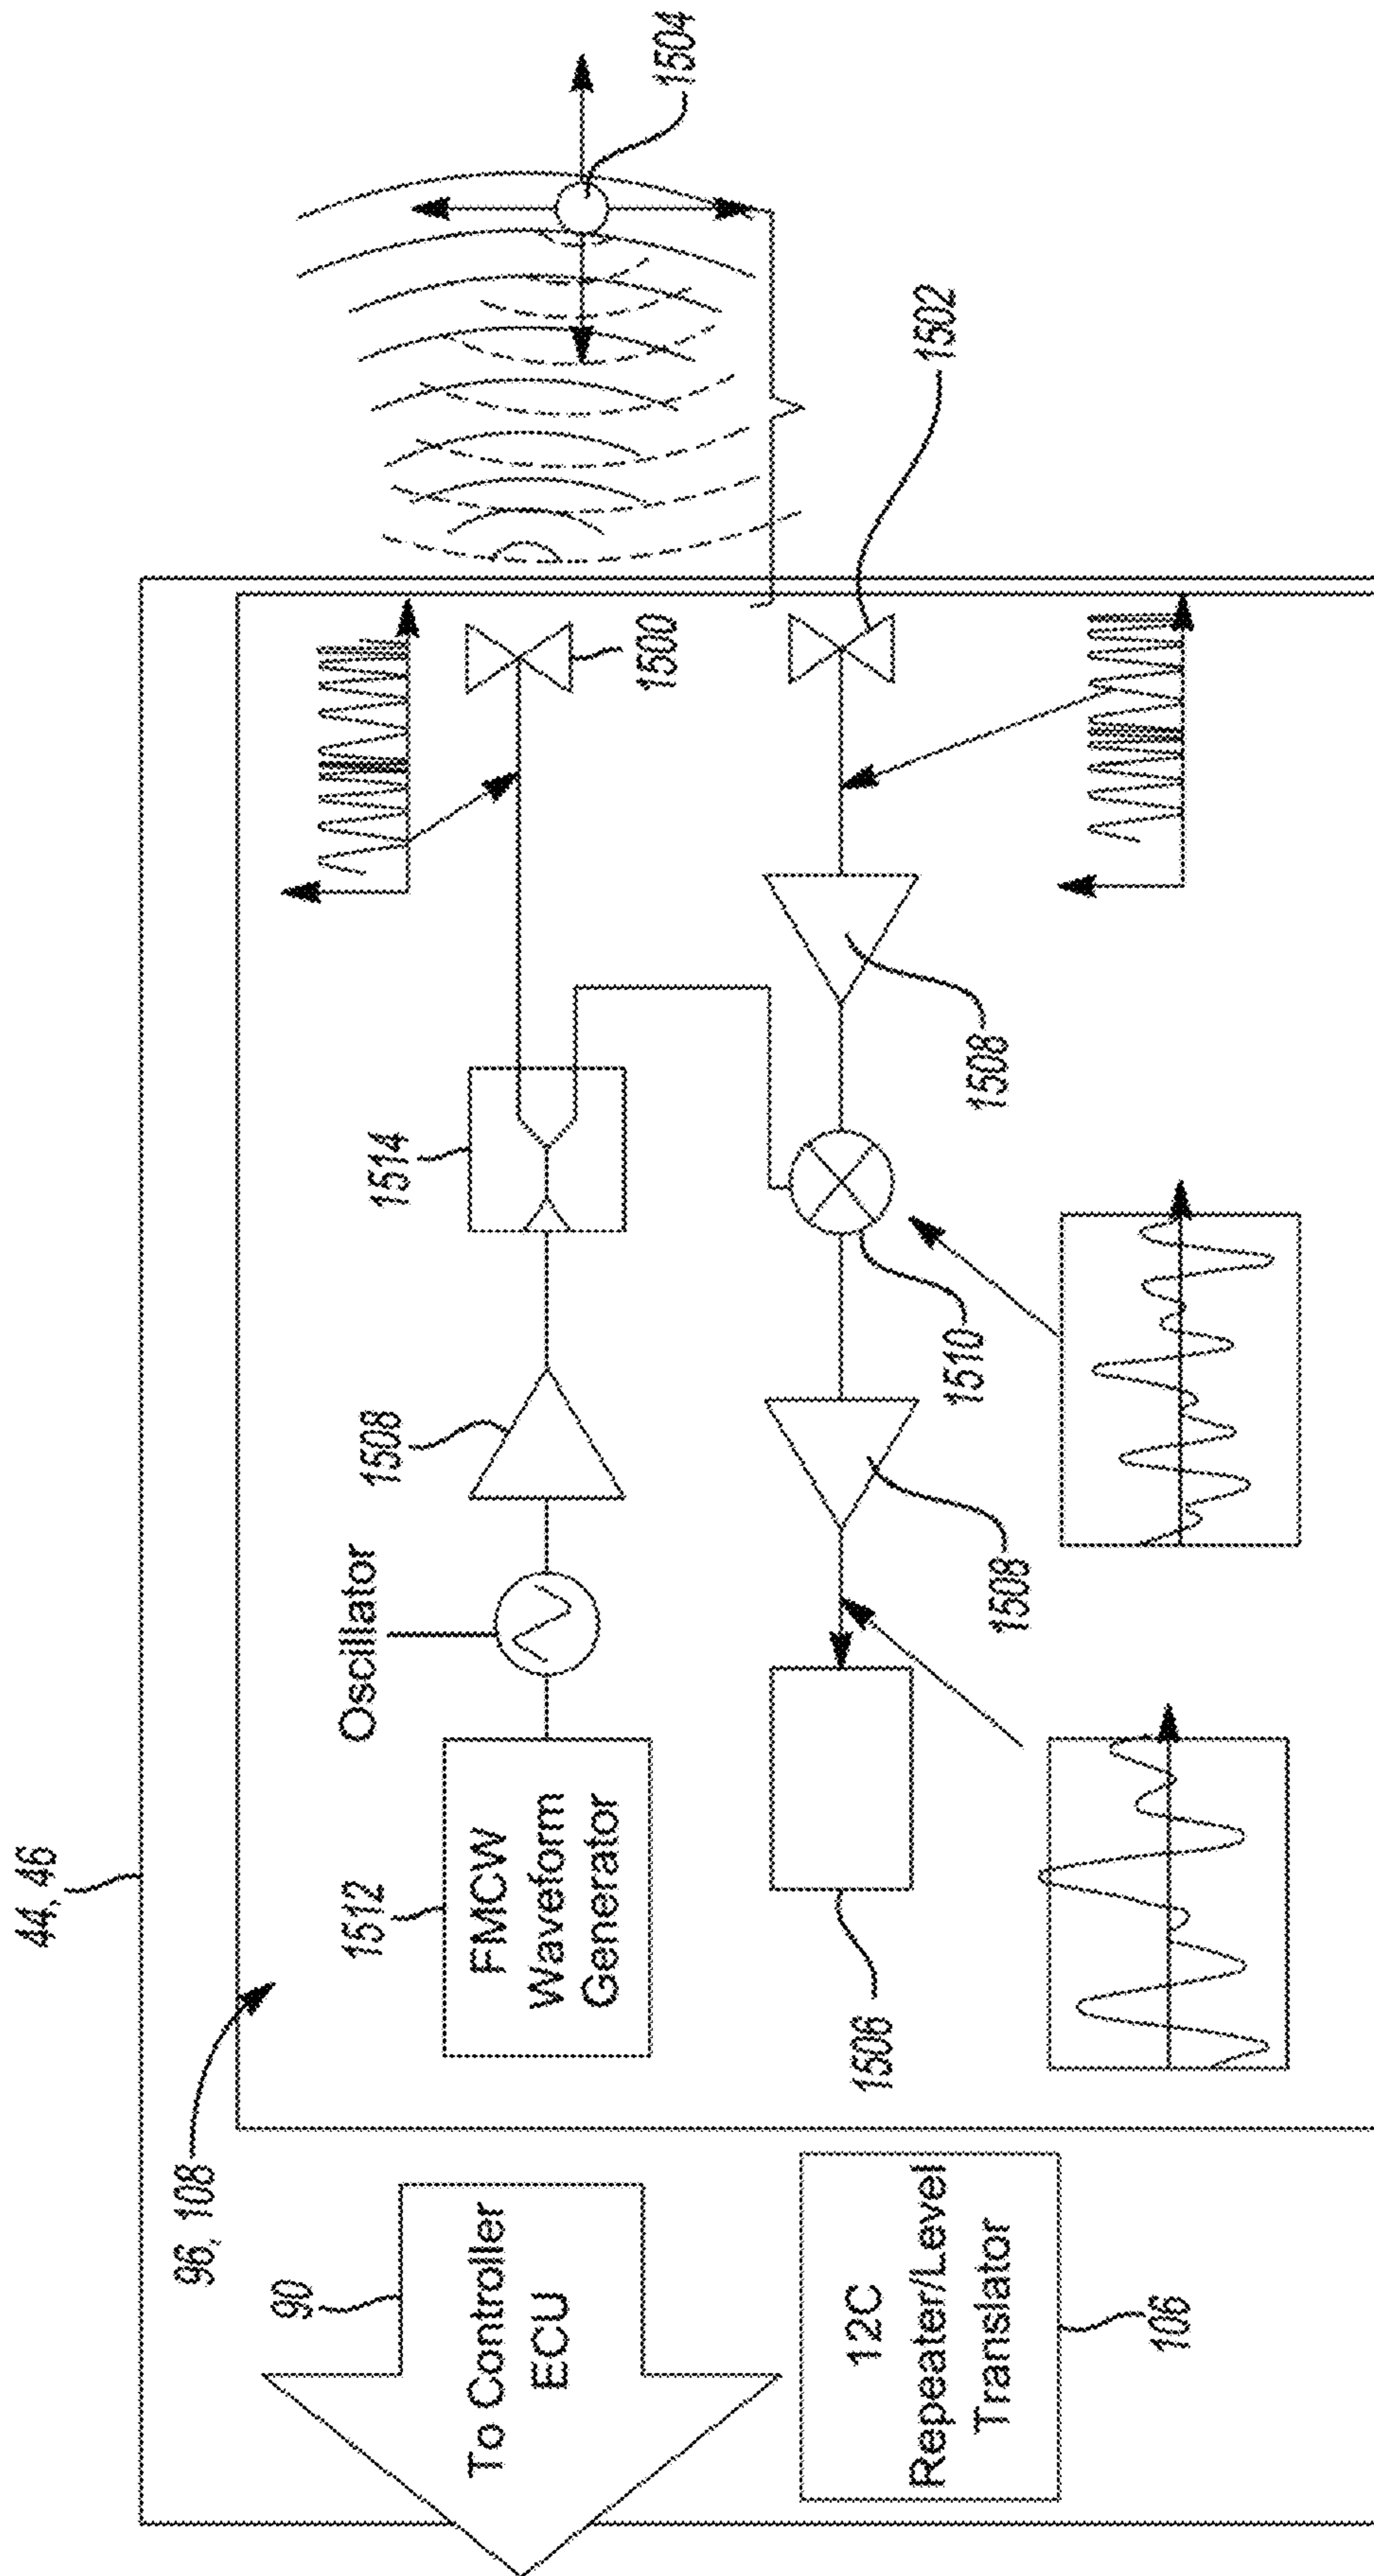 44, 46
96, 108
90
To Controller
ECU
12C
Repeater/Level
Translator
106
1512
FMCW
Waveform
Generator
Oscillator
1508
1514
1500
1504
1502
1508
1510
1508
1506